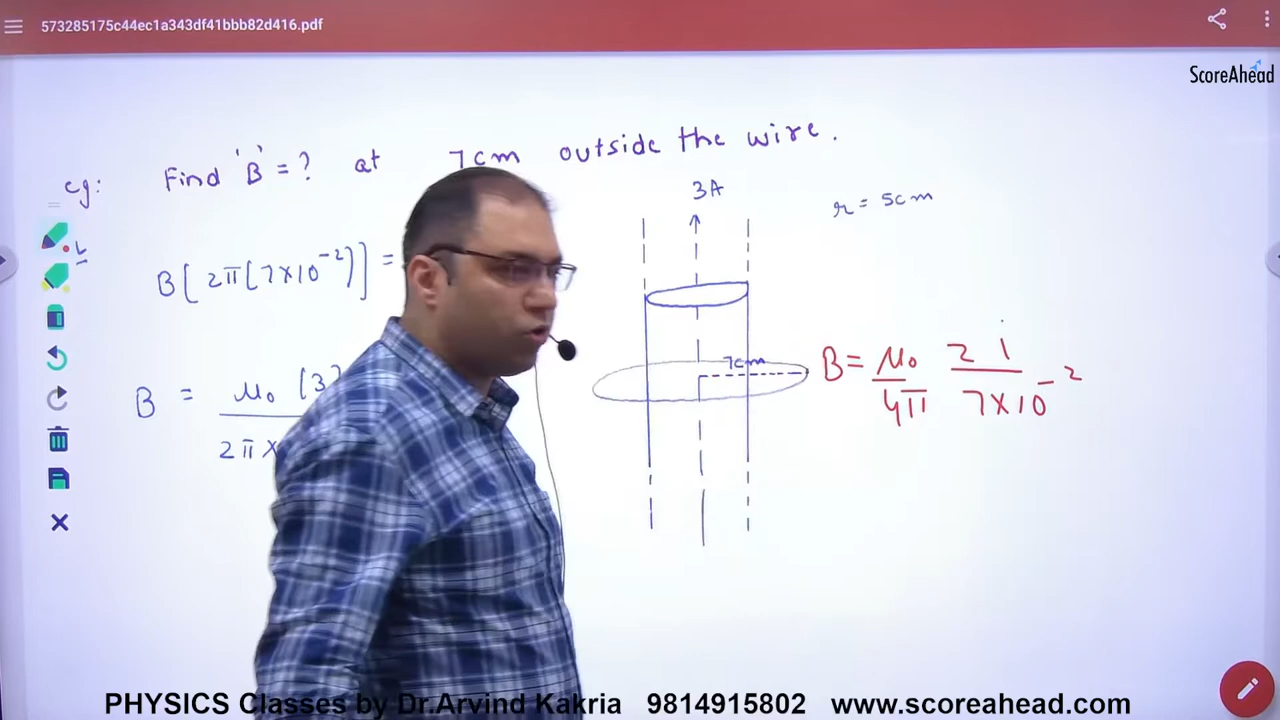 573285175c44ec1a343df41bbb82d416.pdf
ScoreAhead
eg: Find 'B' = ? at 7cm outside the wire.
3A
r = 5cm
B[2π(7×10⁻²)] =
7cm
B = μ₀ (3)
2π×
B = μ₀ 2 i
4π 7×10⁻²
PHYSICS Classes by Dr.Arvind Kakria 9814915802 www.scoreahead.com